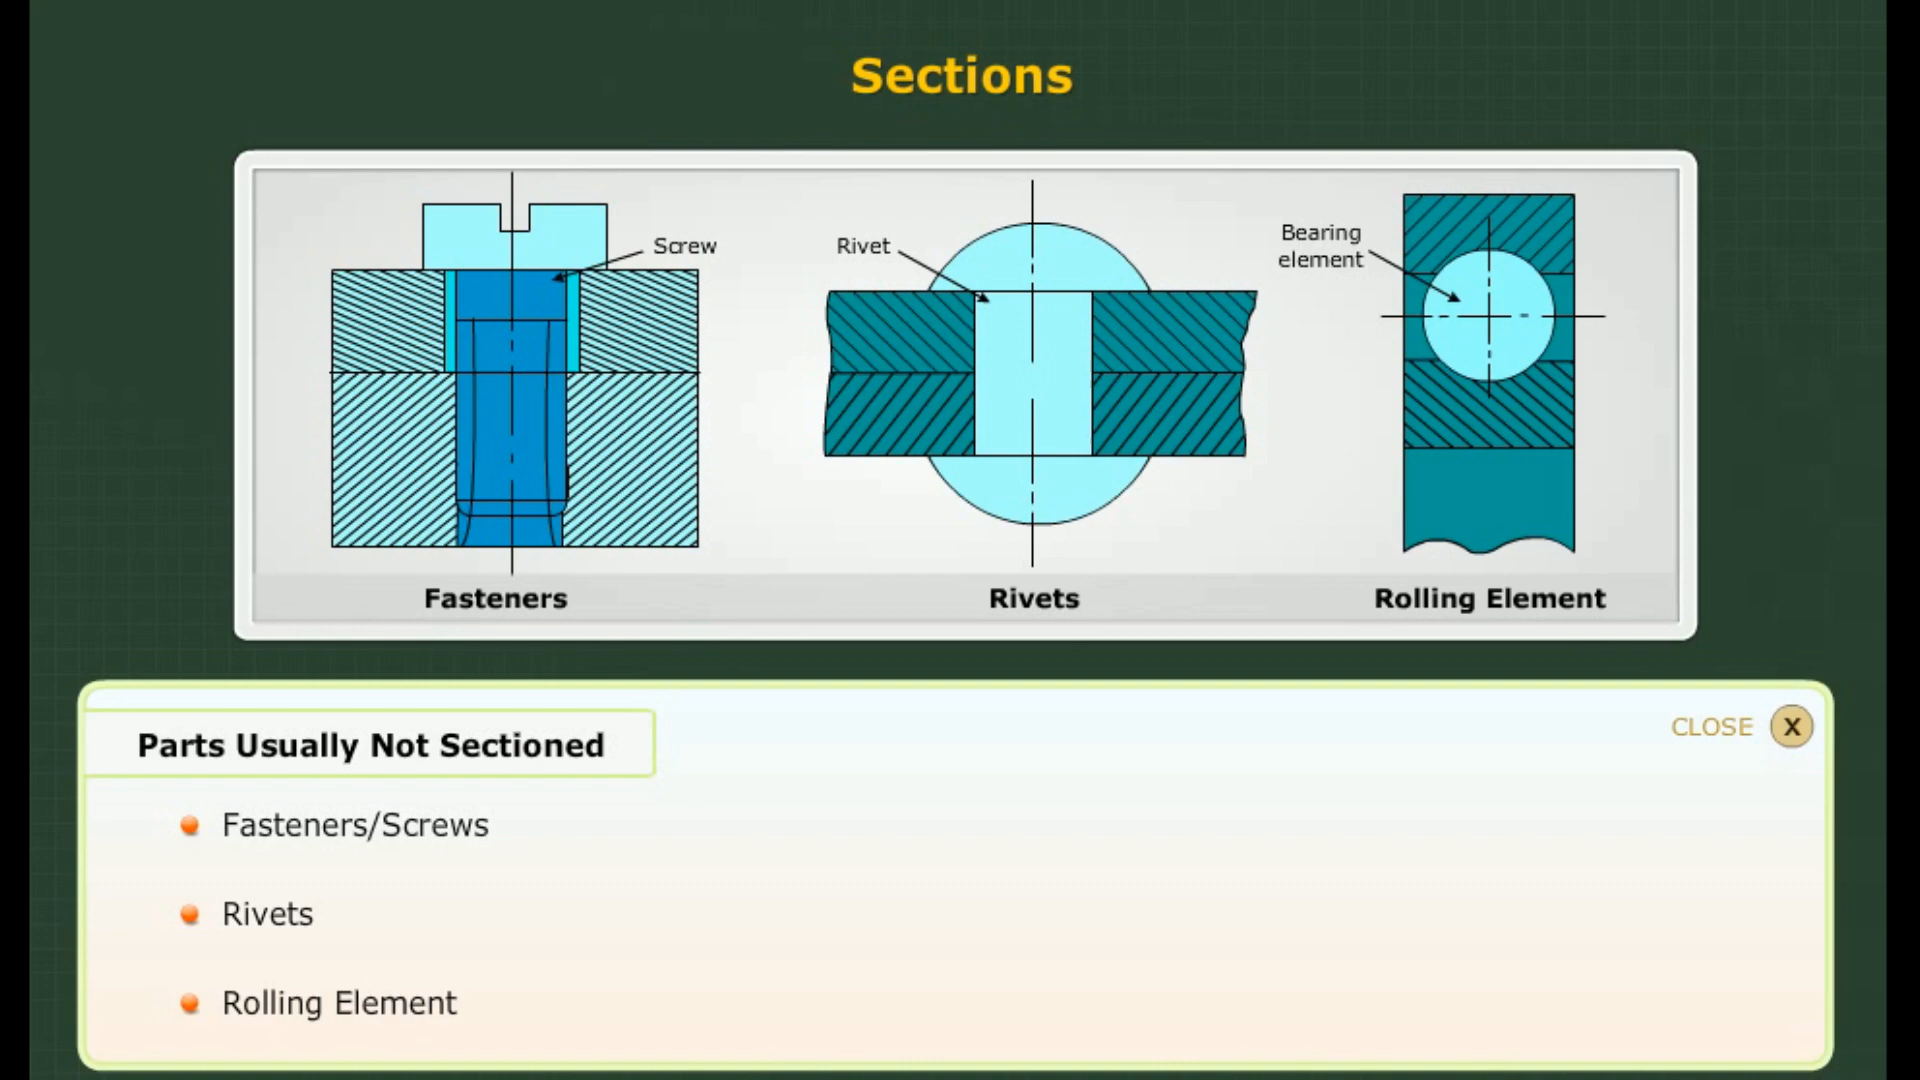 Sections
Screw
Rivet
Bearing
element
Fasteners
Rivets
Rolling Element
Parts Usually Not Sectioned
CLOSE X
Fasteners/Screws
Rivets
Rolling Element